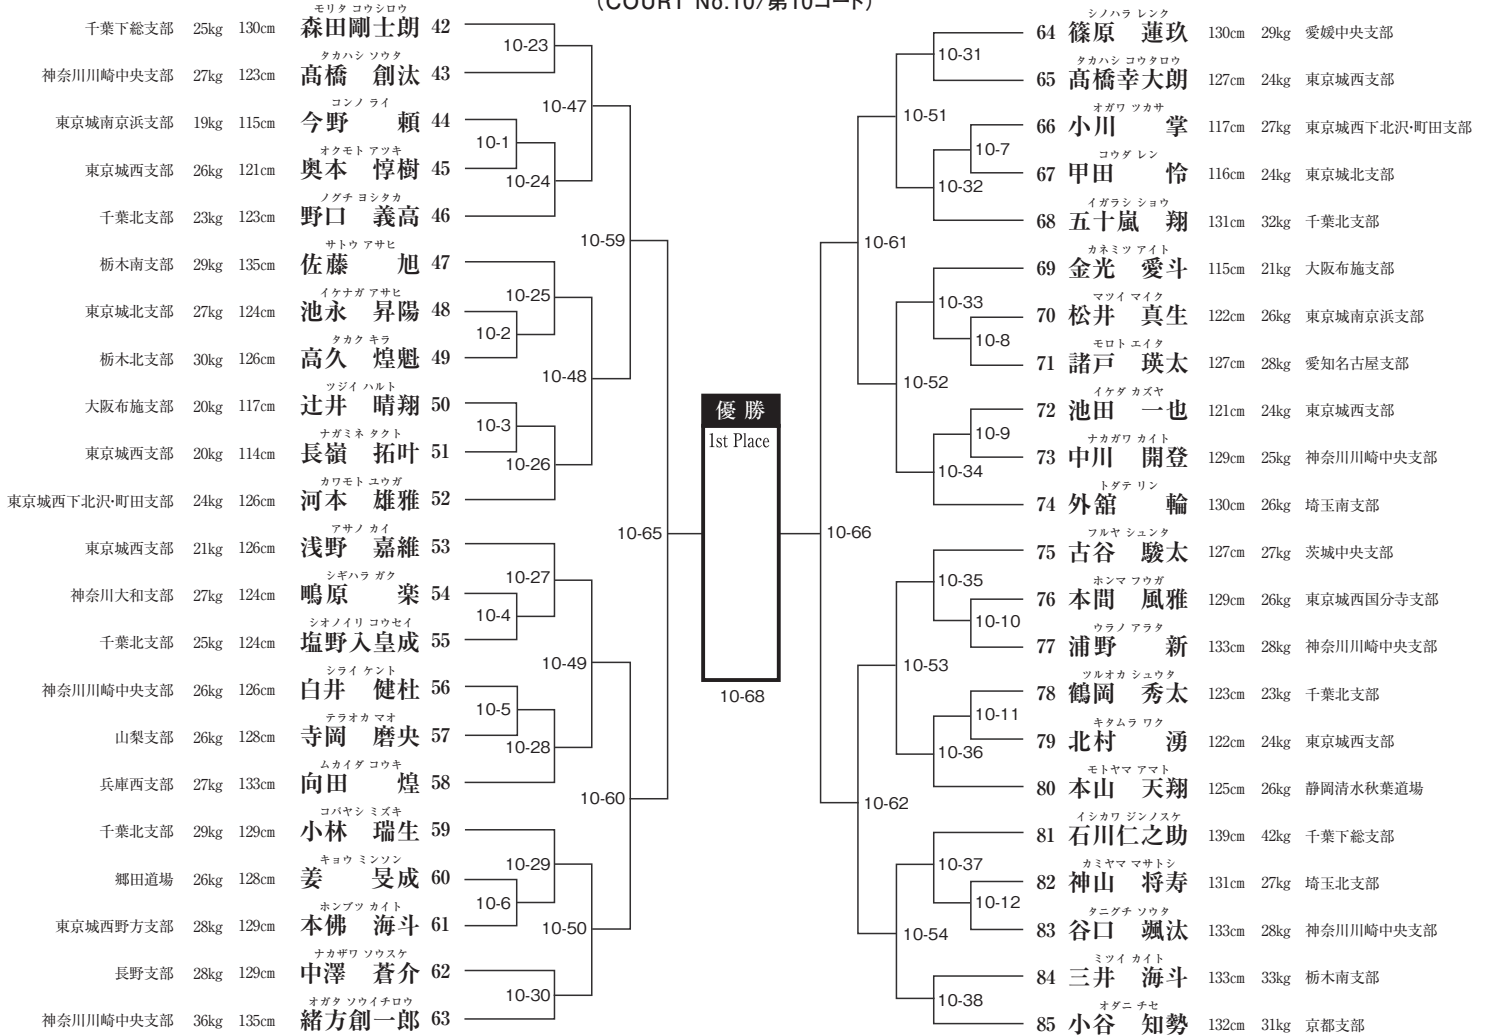 (COURT No.10/第10コート)
モリタ コウシロウ
千葉下総支部 25kg 130cm 森田剛士朗 42
タカハシ ソウタ
神奈川川崎中央支部 27kg 123cm 髙橋 創汰 43
コンノ ライ
東京城南京浜支部 19kg 115cm 今野 頼 44
オクモト アツキ
東京城西支部 26kg 121cm 奥本 惇樹 45
ノグチ ヨシタカ
千葉北支部 23kg 123cm 野口 義高 46
サトウ アサヒ
栃木南支部 29kg 135cm 佐藤 旭 47
イケナガ アサヒ
東京城北支部 27kg 124cm 池永 昇陽 48
タカク キラ
栃木北支部 30kg 126cm 高久 煌魁 49
ツジイ ハルト
大阪布施支部 20kg 117cm 辻井 晴翔 50
ナガミネ タクト
東京城西支部 20kg 114cm 長嶺 拓叶 51
カワモト ユウガ
東京城西下北沢・町田支部 24kg 126cm 河本 雄雅 52
アサノ カイ
東京城西支部 21kg 126cm 浅野 嘉維 53
シギハラ ガク
神奈川大和支部 27kg 124cm 鴫原 楽 54
シオノイリ コウセイ
千葉北支部 25kg 124cm 塩野入皇成 55
シライ ケント
神奈川川崎中央支部 26kg 126cm 白井 健杜 56
テラオカ マオ
山梨支部 26kg 128cm 寺岡 磨央 57
ムカイダ コウキ
兵庫西支部 27kg 133cm 向田 煌 58
コバヤシ ミズキ
千葉北支部 29kg 129cm 小林 瑞生 59
キョウ ミンソン
郷田道場 26kg 128cm 姜 旻成 60
ホンブツ カイト
東京城西野方支部 28kg 129cm 本佛 海斗 61
ナカザワ ソウスケ
長野支部 28kg 129cm 中澤 蒼介 62
オガタ ソウイチロウ
神奈川川崎中央支部 36kg 135cm 緒方創一郎 63
10-23
10-1
10-24
10-47
10-25
10-2
10-3
10-26
10-48
10-59
10-27
10-4
10-5
10-28
10-49
10-29
10-6
10-30
10-50
10-60
10-65
優勝
1st Place
10-68
10-66
10-61
10-51
10-31
10-7
10-32
10-52
10-33
10-8
10-9
10-34
10-62
10-53
10-35
10-10
10-11
10-36
10-54
10-37
10-12
10-38
シノハラ レンク
64 篠原 蓮玖 130cm 29kg 愛媛中央支部
タカハシ コウタロウ
65 髙橋幸大朗 127cm 24kg 東京城西支部
オガワ ツカサ
66 小川 掌 117cm 27kg 東京城西下北沢・町田支部
コウダ レン
67 甲田 怜 116cm 24kg 東京城北支部
イガラシ ショウ
68 五十嵐 翔 131cm 32kg 千葉北支部
カネミツ アイト
69 金光 愛斗 115cm 21kg 大阪布施支部
マツイ マイク
70 松井 真生 122cm 26kg 東京城南京浜支部
モロト エイタ
71 諸戸 瑛太 127cm 28kg 愛知名古屋支部
イケダ カズヤ
72 池田 一也 121cm 24kg 東京城西支部
ナカガワ カイト
73 中川 開登 129cm 25kg 神奈川川崎中央支部
トダテ リン
74 外舘 輪 130cm 26kg 埼玉南支部
フルヤ シュンタ
75 古谷 駿太 127cm 27kg 茨城中央支部
ホンマ フウガ
76 本間 風雅 129cm 26kg 東京城西国分寺支部
ウラノ アラタ
77 浦野 新 133cm 28kg 神奈川川崎中央支部
ツルオカ シュウタ
78 鶴岡 秀太 123cm 23kg 千葉北支部
キタムラ ワク
79 北村 湧 122cm 24kg 東京城西支部
モトヤマ アマト
80 本山 天翔 125cm 26kg 静岡清水秋葉道場
イシカワ ジンノスケ
81 石川仁之助 139cm 42kg 千葉下総支部
カミヤマ マサトシ
82 神山 将寿 131cm 27kg 埼玉北支部
タニグチ ソウタ
83 谷口 颯汰 133cm 28kg 神奈川川崎中央支部
ミツイ カイト
84 三井 海斗 133cm 33kg 栃木南支部
オダニ チセ
85 小谷 知勢 132cm 31kg 京都支部